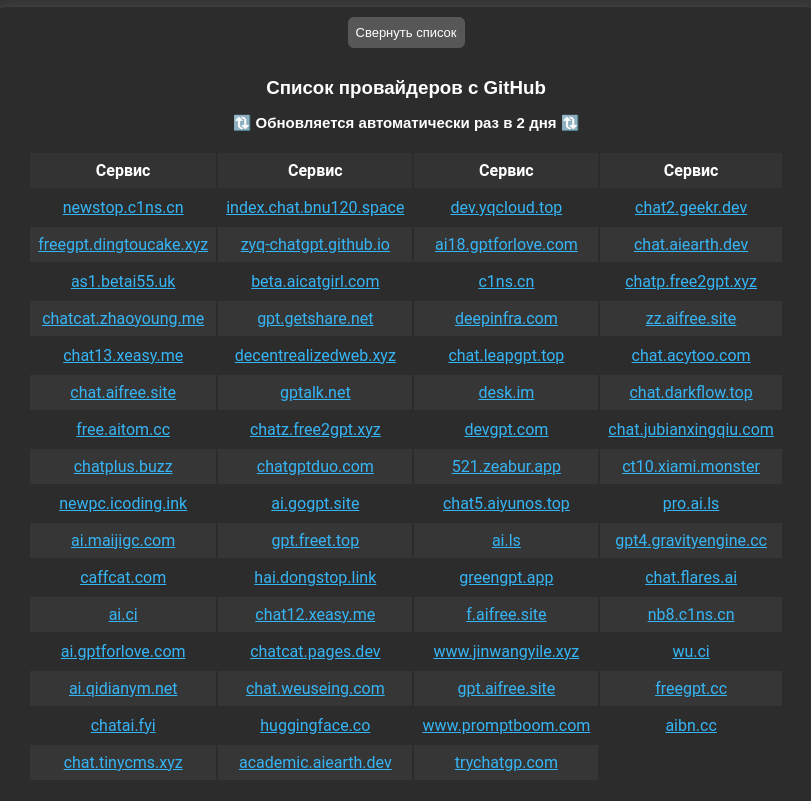 Свернуть список
Список провайдеров с GitHub
🔃 Обновляется автоматически раз в 2 дня 🔃
Сервис Сервис Сервис Сервис
newstop.c1ns.cn index.chat.bnu120.space dev.yqcloud.top chat2.geekr.dev
freegpt.dingtoucake.xyz zyq-chatgpt.github.io ai18.gptforlove.com chat.aiearth.dev
as1.betai55.uk beta.aicatgirl.com c1ns.cn chatp.free2gpt.xyz
chatcat.zhaoyoung.me gpt.getshare.net deepinfra.com zz.aifree.site
chat13.xeasy.me decentrealizedweb.xyz chat.leapgpt.top chat.acytoo.com
chat.aifree.site gptalk.net desk.im chat.darkflow.top
free.aitom.cc chatz.free2gpt.xyz devgpt.com chat.jubianxingqiu.com
chatplus.buzz chatgptduo.com 521.zeabur.app ct10.xiami.monster
newpc.icoding.ink ai.gogpt.site chat5.aiyunos.top pro.ai.ls
ai.maijigc.com gpt.freet.top ai.ls gpt4.gravityengine.cc
caffcat.com hai.dongstop.link greengpt.app chat.flares.ai
ai.ci chat12.xeasy.me f.aifree.site nb8.c1ns.cn
ai.gptforlove.com chatcat.pages.dev www.jinwangyile.xyz wu.ci
ai.qidianym.net chat.weuseing.com gpt.aifree.site freegpt.cc
chatai.fyi huggingface.co www.promptboom.com aibn.cc
chat.tinycms.xyz academic.aiearth.dev trychatgp.com